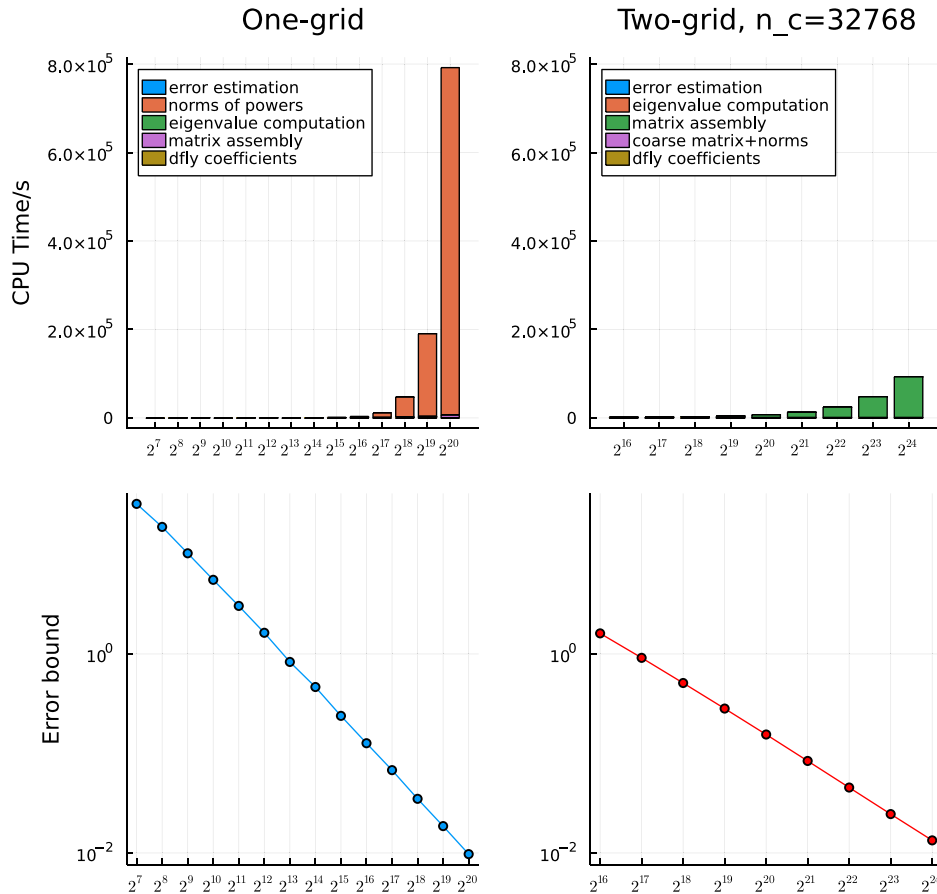 One-grid
Two-grid, n_c=32768
CPU Time/s
8.0×10⁵
6.0×10⁵
4.0×10⁵
2.0×10⁵
0
error estimation
norms of powers
eigenvalue computation
matrix assembly
dfly coefficients
2⁷ 2⁸ 2⁹ 2¹⁰ 2¹¹ 2¹² 2¹³ 2¹⁴ 2¹⁵ 2¹⁶ 2¹⁷ 2¹⁸ 2¹⁹ 2²⁰
8.0×10⁵
6.0×10⁵
4.0×10⁵
2.0×10⁵
0
error estimation
eigenvalue computation
matrix assembly
coarse matrix+norms
dfly coefficients
2¹⁶ 2¹⁷ 2¹⁸ 2¹⁹ 2²⁰ 2²¹ 2²² 2²³ 2²⁴
Error bound
10⁰
10⁻²
2⁷ 2⁸ 2⁹ 2¹⁰ 2¹¹ 2¹² 2¹³ 2¹⁴ 2¹⁵ 2¹⁶ 2¹⁷ 2¹⁸ 2¹⁹ 2²⁰
10⁰
10⁻²
2¹⁶ 2¹⁷ 2¹⁸ 2¹⁹ 2²⁰ 2²¹ 2²² 2²³